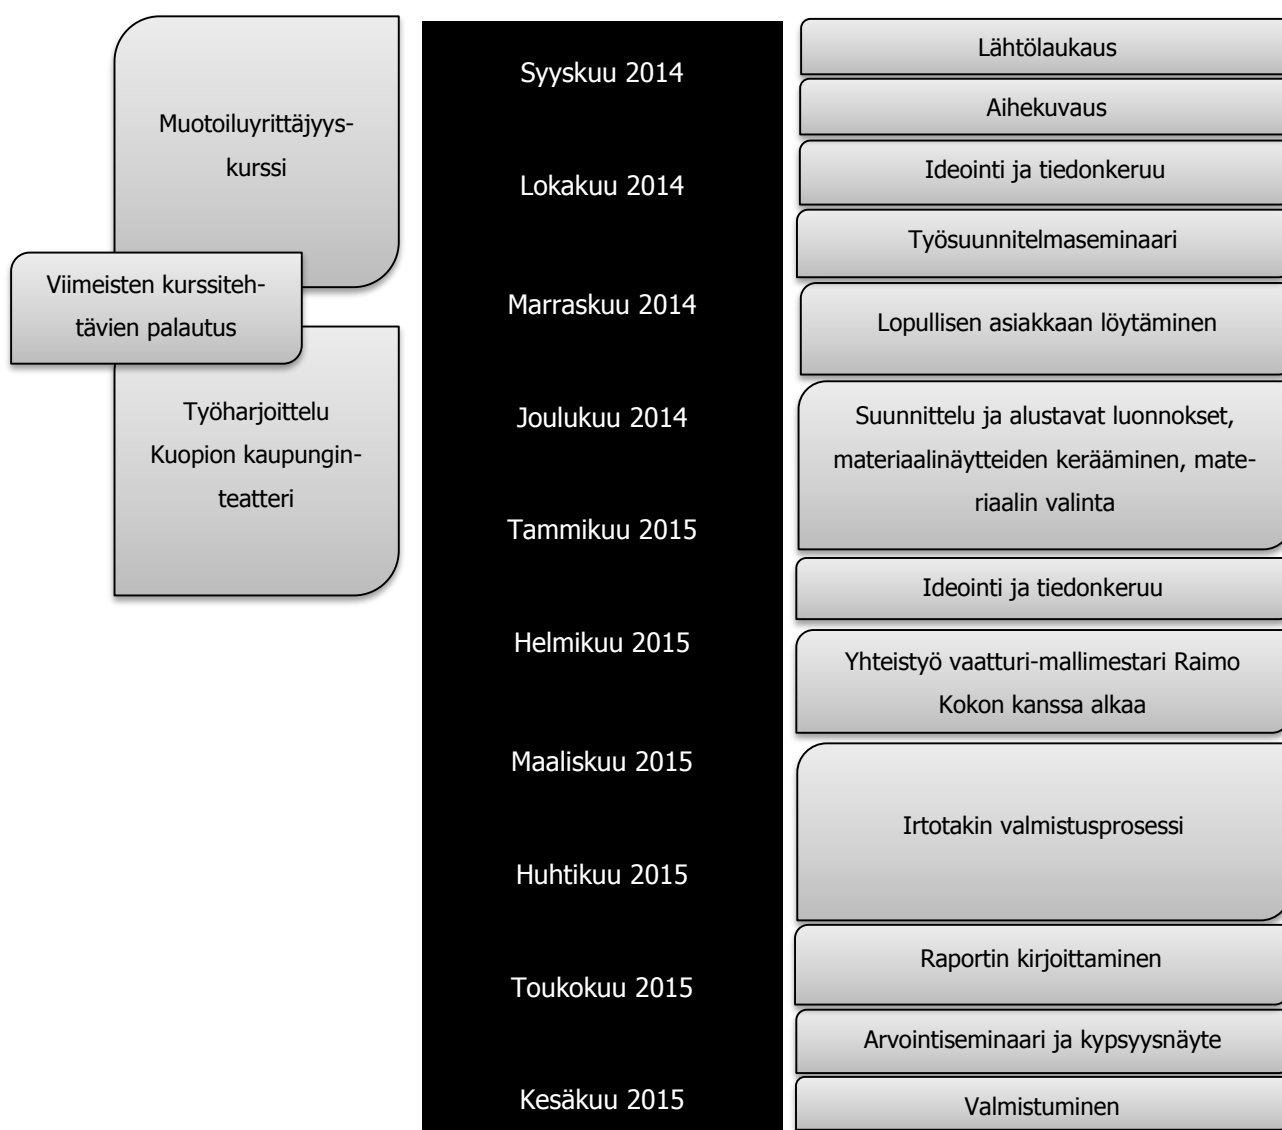 Muotoiluyrittäjyys-
kurssi
Viimeisten kurssiteh-
tävien palautus
Työharjoittelu
Kuopion kaupungin-
teatteri
Syyskuu 2014
Lokakuu 2014
Marraskuu 2014
Joulukuu 2014
Tammikuu 2015
Helmikuu 2015
Maaliskuu 2015
Huhtikuu 2015
Toukokuu 2015
Kesäkuu 2015
Lähtölaukaus
Aihekuvaus
Ideointi ja tiedonkeruu
Työsuunnitelmaseminaari
Lopullisen asiakkaan löytäminen
Suunnittelu ja alustavat luonnokset,
materiaalinäytteiden kerääminen, mate-
riaalin valinta
Ideointi ja tiedonkeruu
Yhteistyö vaatturi-mallimestari Raimo
Kokon kanssa alkaa
Irtotakin valmistusprosessi
Raportin kirjoittaminen
Arvointiseminaari ja kypsyysnäyte
Valmistuminen